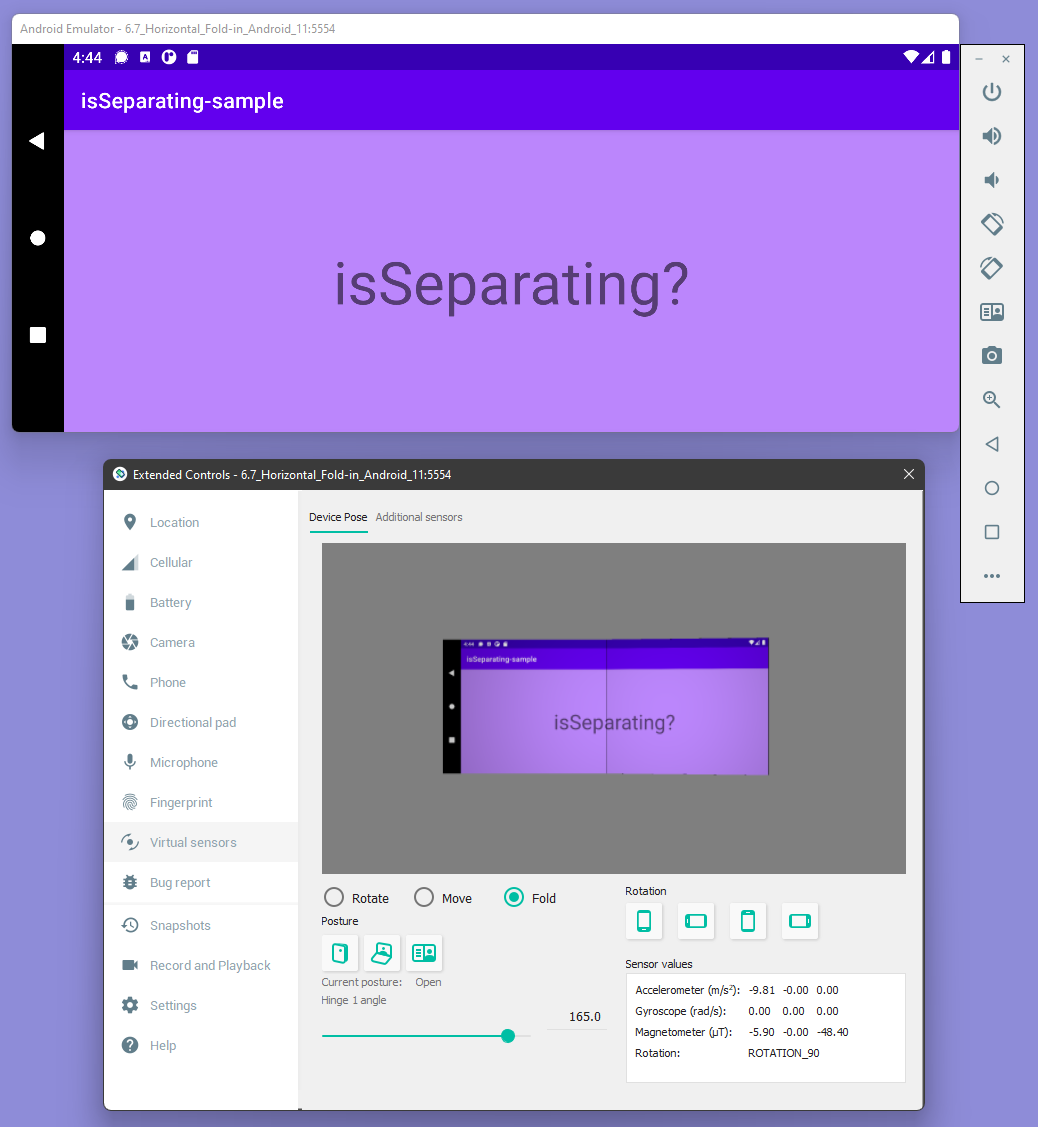 Android Emulator - 6.7_Horizontal_Fold-in_Android_11:5554
4:44
isSeparating-sample
isSeparating?
Extended Controls - 6.7_Horizontal_Fold-in_Android_11:5554
Location
Cellular
Battery
Camera
Phone
Directional pad
Microphone
Fingerprint
Virtual sensors
Bug report
Snapshots
Record and Playback
Settings
Help
Device Pose Additional sensors
4:44
isSeparating-sample
isSeparating?
Rotate Move Fold
Posture
Current posture: Open
Hinge 1 angle
165.0
Rotation
Sensor values
Accelerometer (m/s²): -9.81 -0.00 0.00
Gyroscope (rad/s): 0.00 0.00 0.00
Magnetometer (μT): -5.90 -0.00 -48.40
Rotation: ROTATION_90